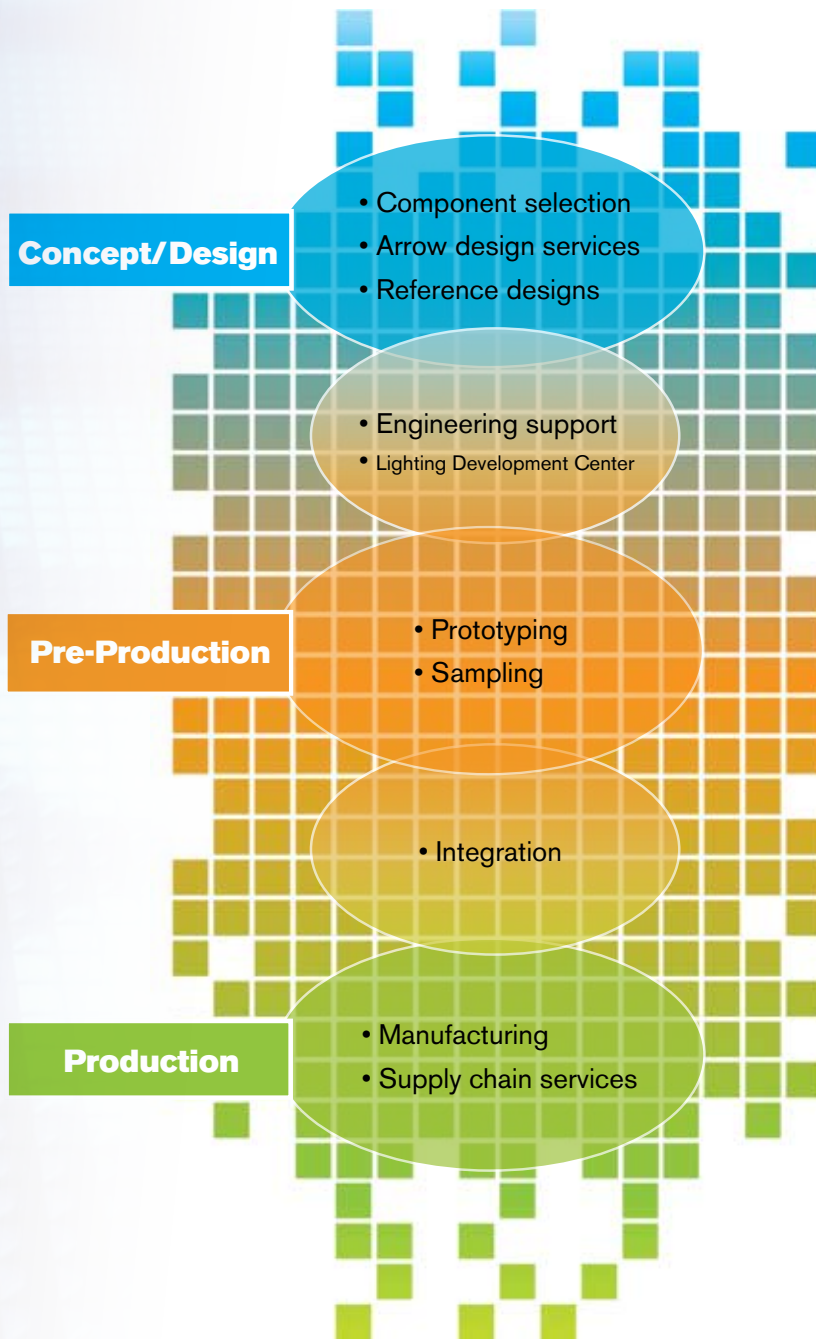 Concept/Design
• Component selection
• Arrow design services
• Reference designs
• Engineering support
• Lighting Development Center
Pre-Production
• Prototyping
• Sampling
• Integration
Production
• Manufacturing
• Supply chain services